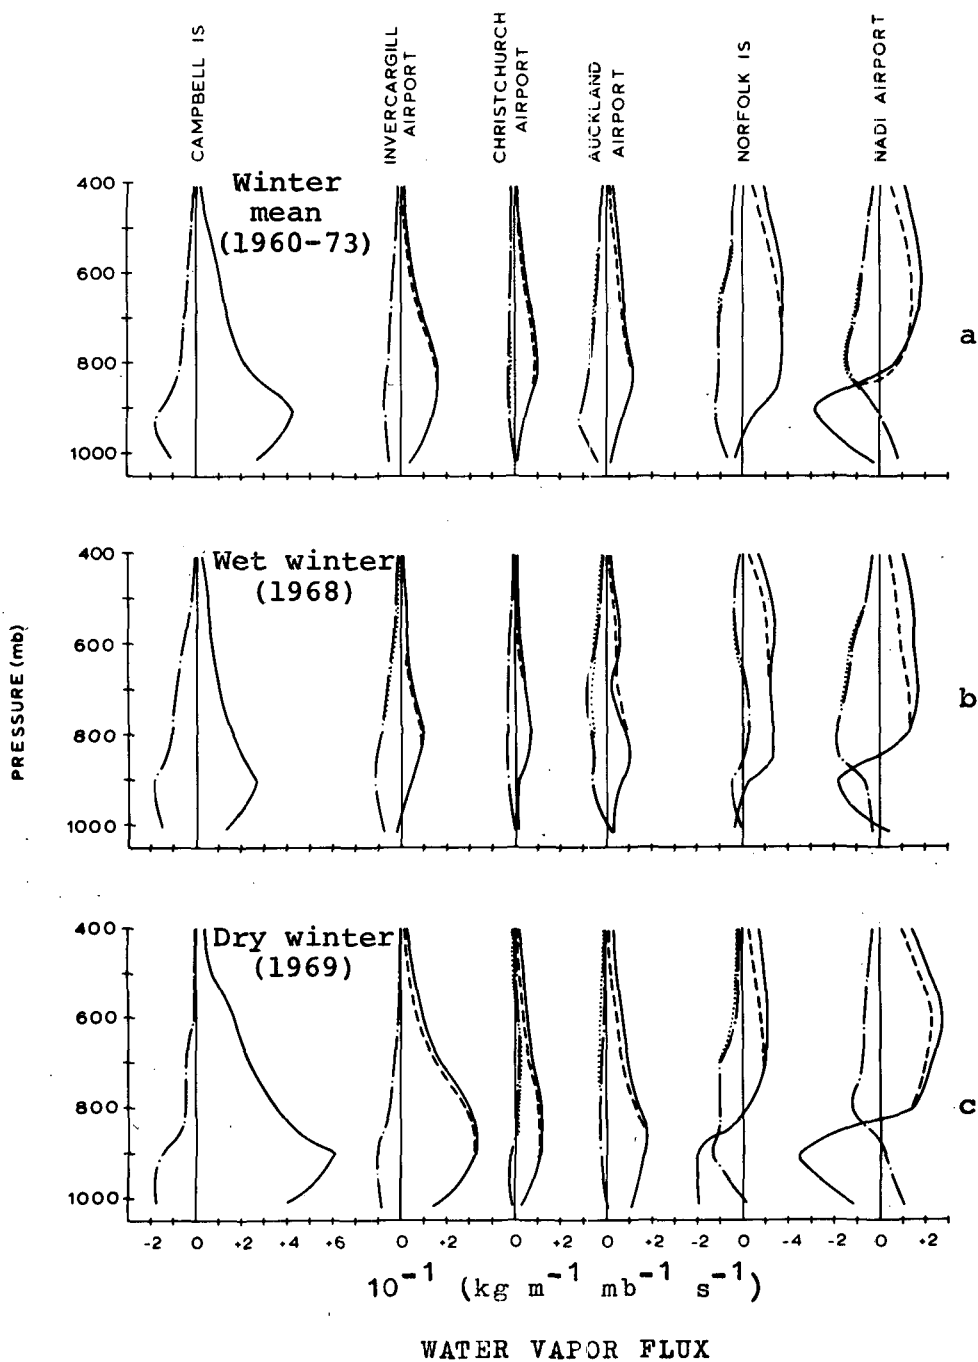 CAMPBELL IS
INVERCARGILL
AIRPORT
CHRISTCHURCH
AIRPORT
AUCKLAND
AIRPORT
NORFOLK IS
NADI AIRPORT
Winter
mean
(1960-73)
400
600
800
1000
a
Wet winter
(1968)
400
600
800
1000
b
PRESSURE (mb)
Dry winter
(1969)
400
600
800
1000
c
-2 0 +2 +4 +6 0 +2 0 +2 0 +2 -2 0 -4 -2 0 +2
10⁻¹ (kg m⁻¹ mb⁻¹ s⁻¹)
WATER VAPOR FLUX